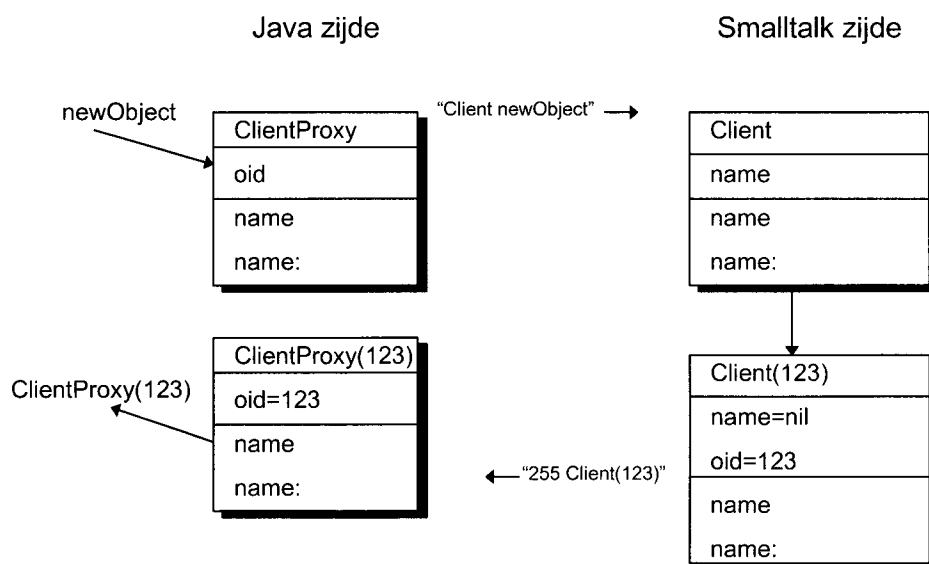 Java zijde
Smalltalk zijde
newObject
ClientProxy
oid
name
name:
“Client newObject”
Client
name
name
name:
ClientProxy(123)
ClientProxy(123)
oid=123
name
name:
“255 Client(123)”
Client(123)
name=nil
oid=123
name
name: